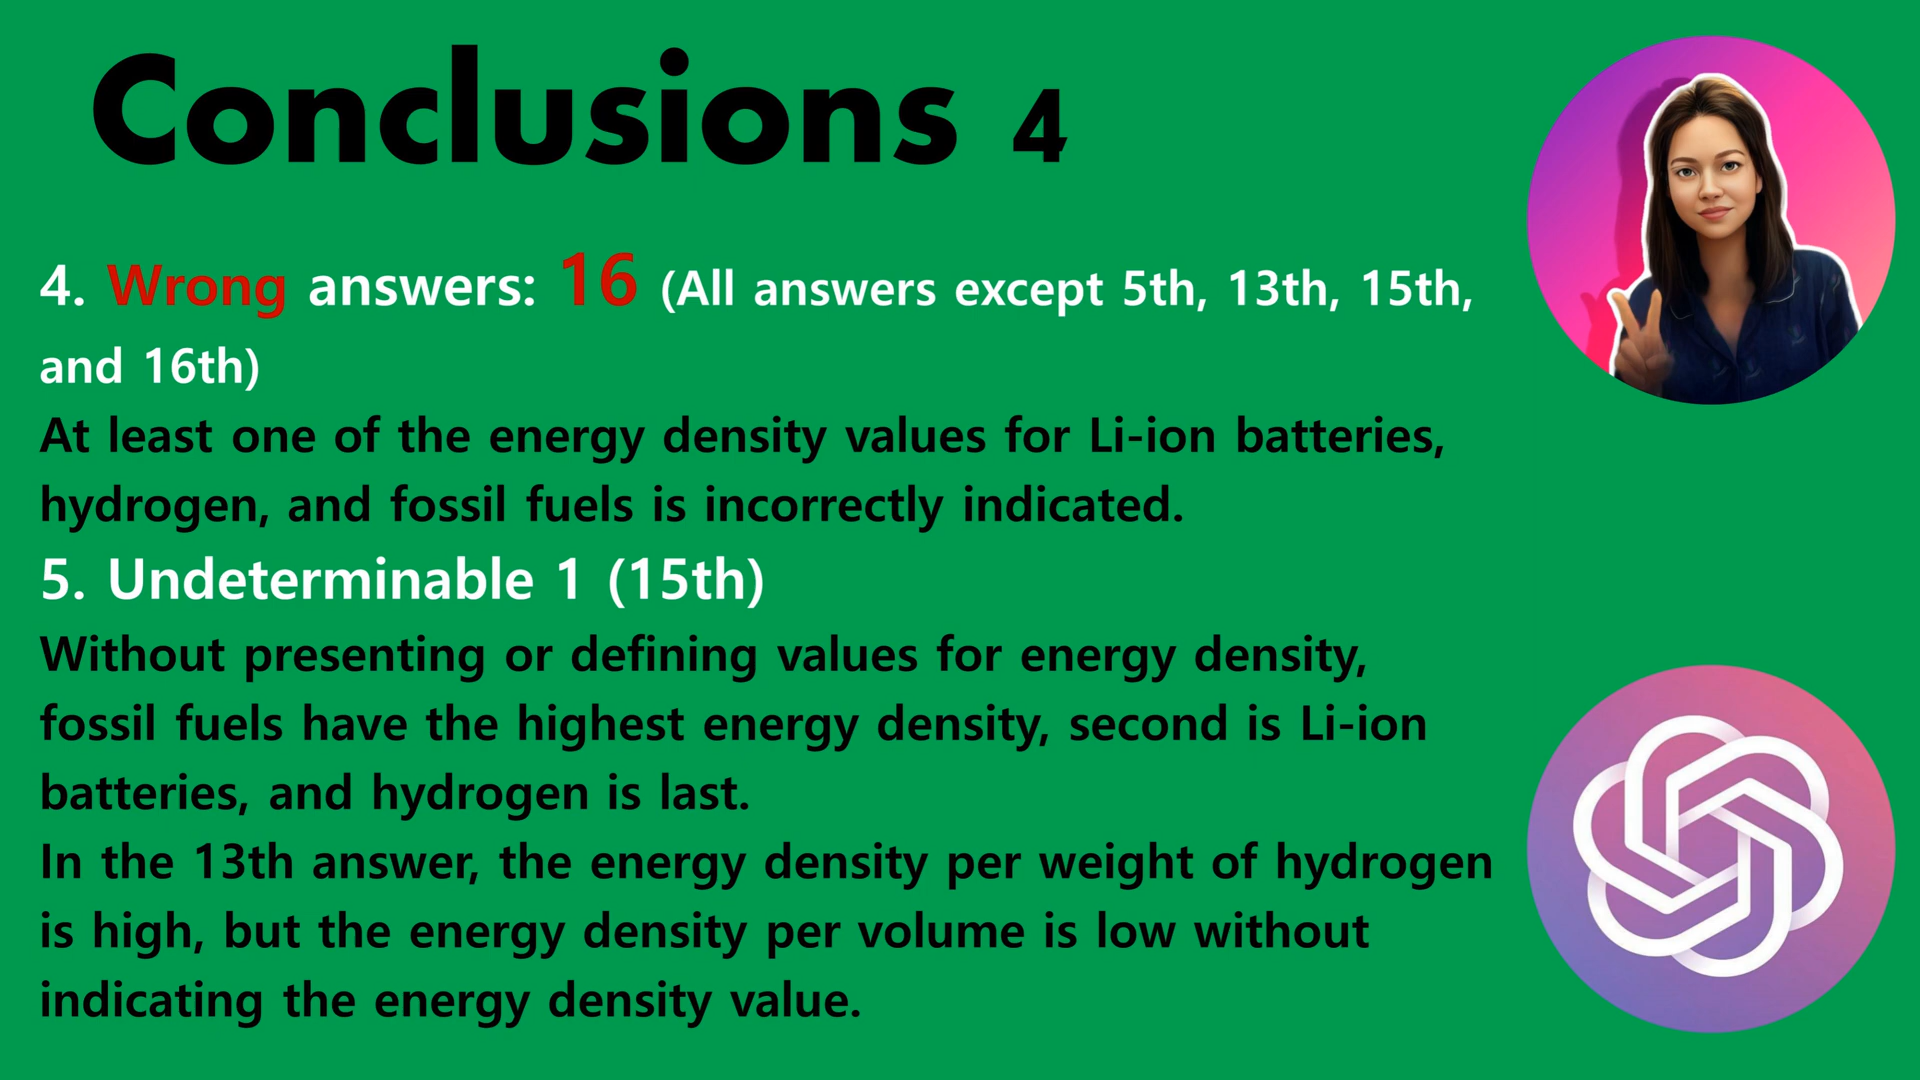 Conclusions 4
4. Wrong answers: 16 (All answers except 5th, 13th, 15th,
and 16th)
At least one of the energy density values for Li-ion batteries,
hydrogen, and fossil fuels is incorrectly indicated.
5. Undeterminable 1 (15th)
Without presenting or defining values for energy density,
fossil fuels have the highest energy density, second is Li-ion
batteries, and hydrogen is last.
In the 13th answer, the energy density per weight of hydrogen
is high, but the energy density per volume is low without
indicating the energy density value.